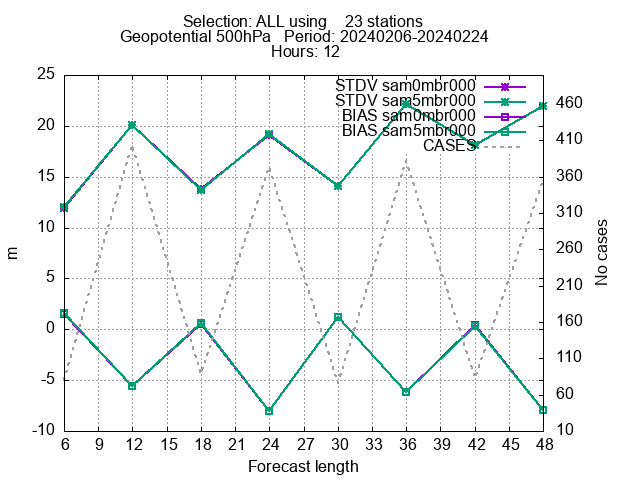 Selection: ALL using    23 stations
Geopotential 500hPa   Period: 20240206-20240224
Hours: 12
STDV sam0mbr000
STDV sam5mbr000
BIAS sam0mbr000
BIAS sam5mbr000
CASES
25
20
15
10
5
0
-5
-10
m
460
410
360
310
260
210
160
110
60
10
No cases
6 9 12 15 18 21 24 27 30 33 36 39 42 45 48
Forecast length